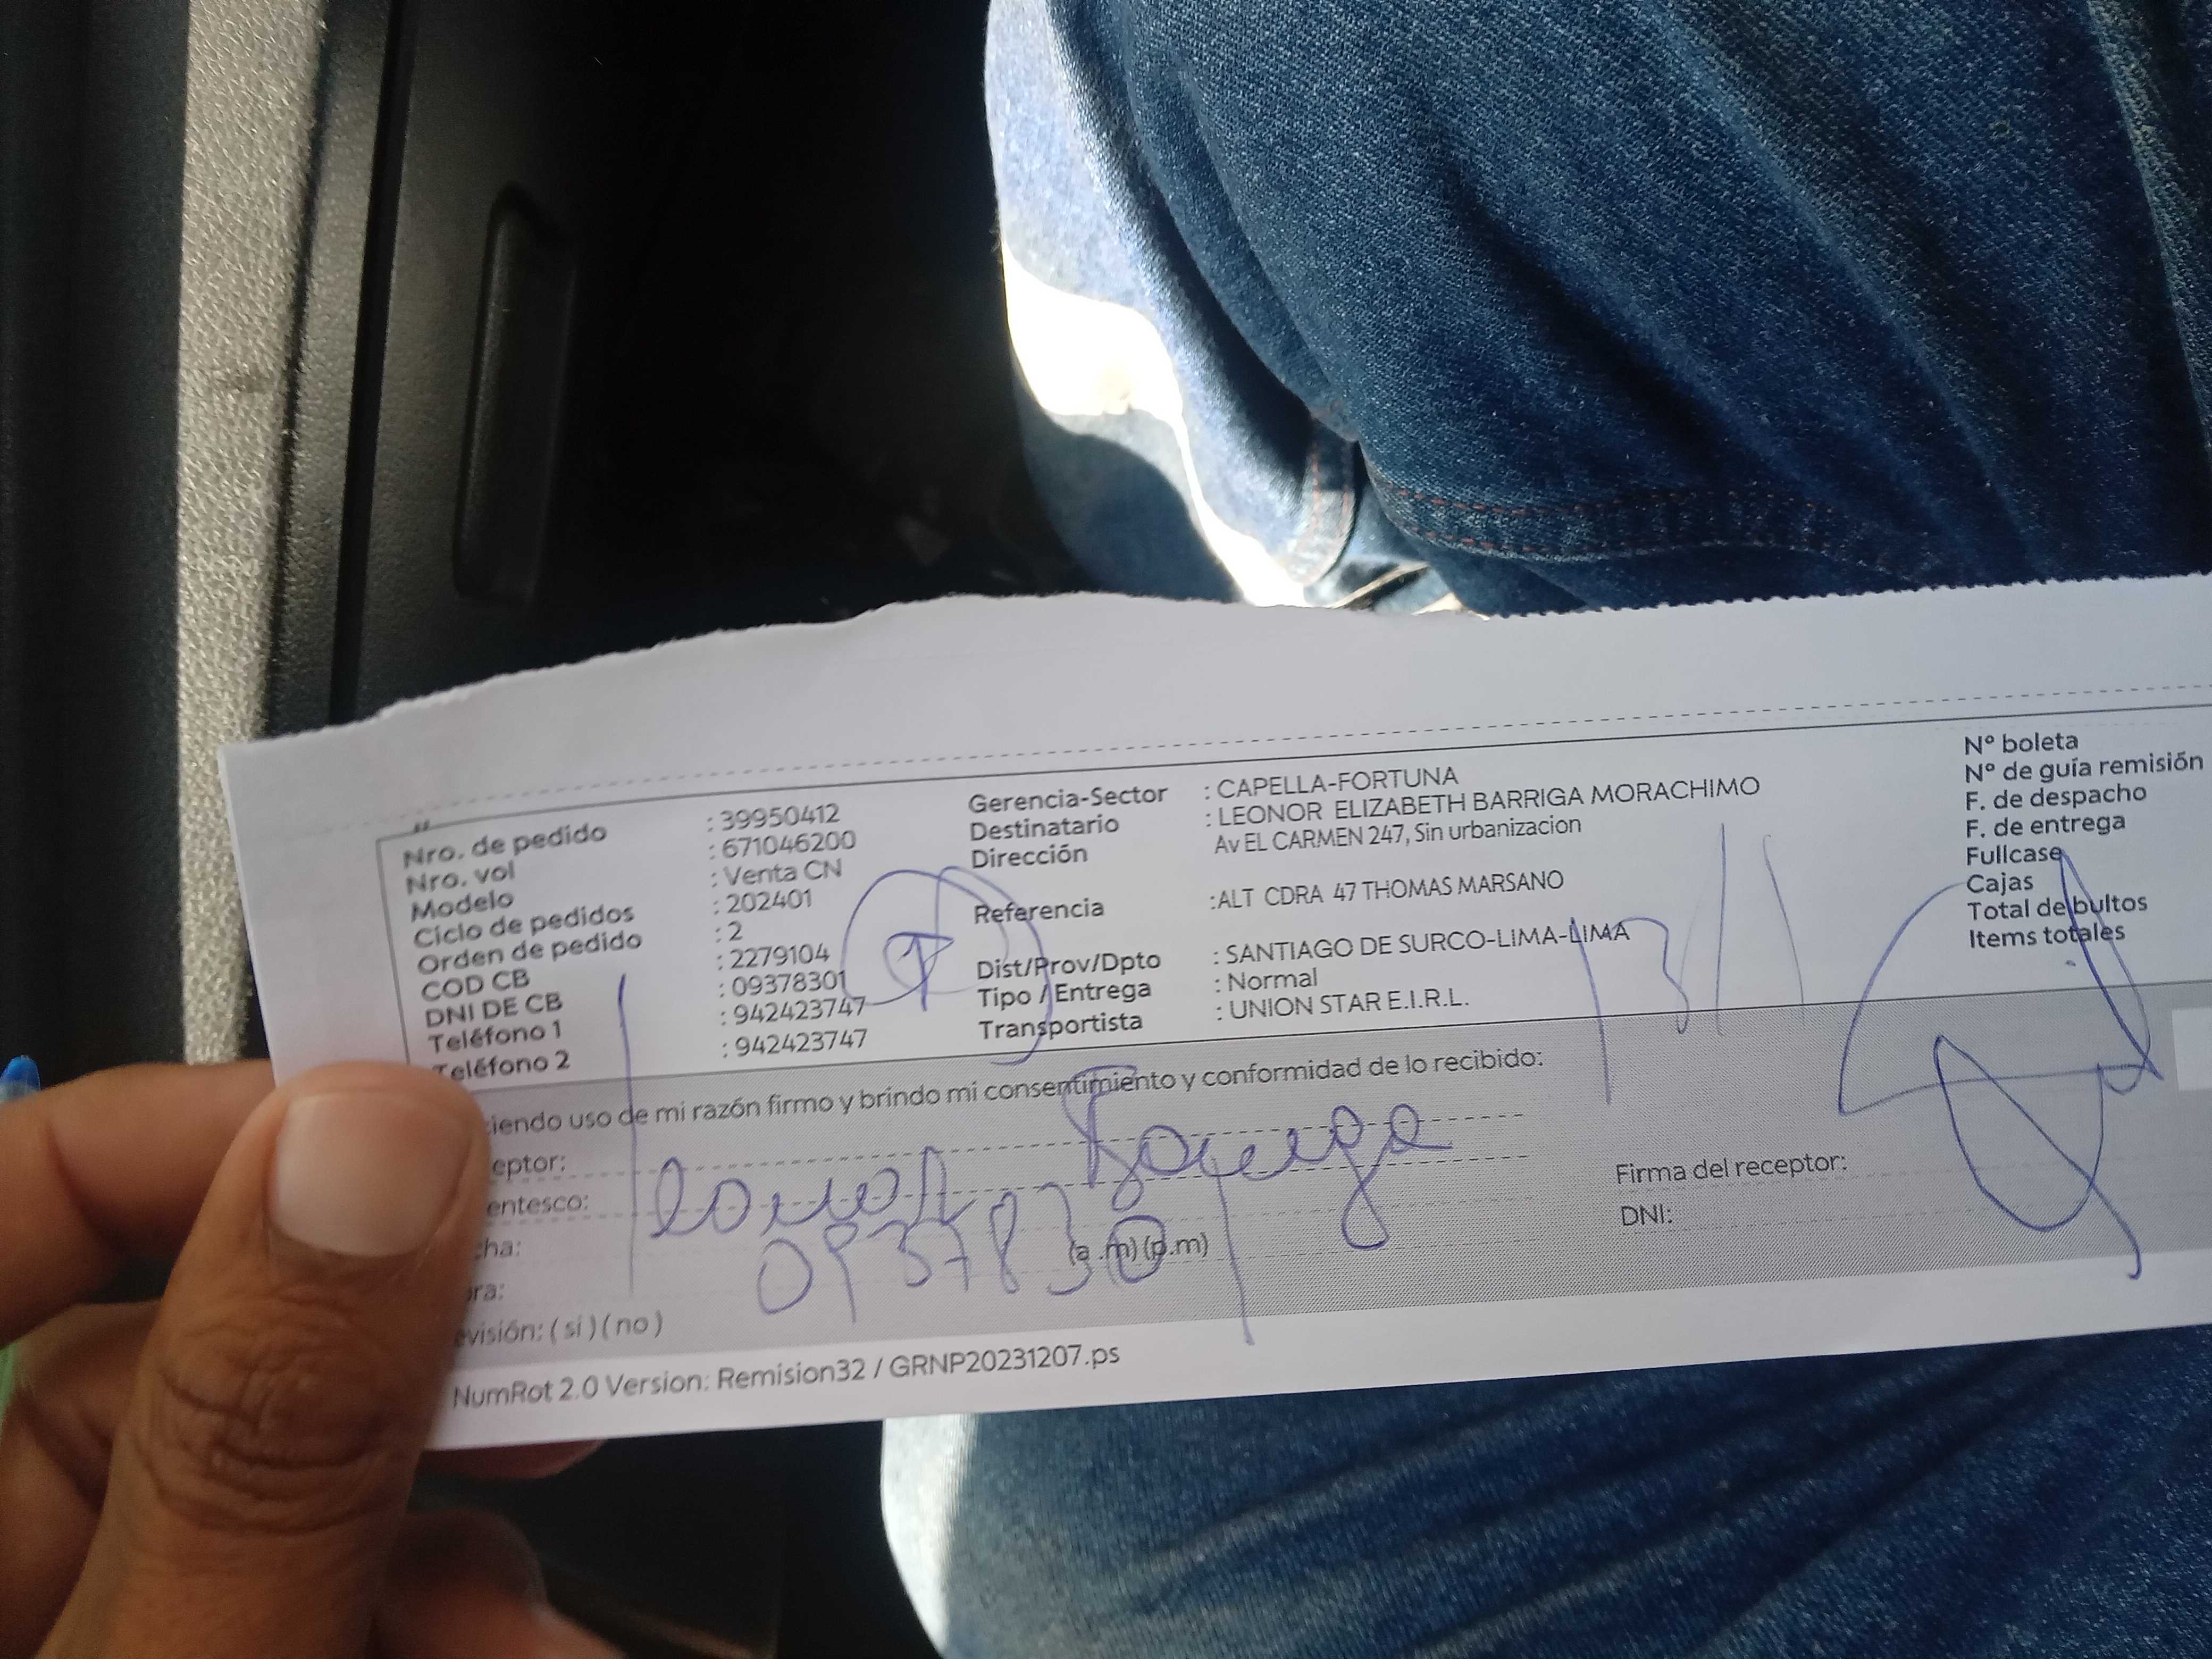 Nro. de pedido : 39950412
Nro. vol : 671046200
Modelo : Venta CN
Ciclo de pedidos : 202401
Orden de pedido : 2
COD CB : 2279104
DNI DE CB : 09378301
Teléfono 1 : 942423747
Teléfono 2 : 942423747
Gerencia-Sector : CAPELLA-FORTUNA
Destinatario : LEONOR ELIZABETH BARRIGA MORACHIMO
Dirección Av EL CARMEN 247, Sin urbanizacion
Referencia :ALT CDRA 47 THOMAS MARSANO
Dist/Prov/Dpto : SANTIAGO DE SURCO-LIMA-LIMA
Tipo / Entrega : Normal
Transportista : UNION STAR E.I.R.L.
N° boleta
N° de guía remisión
F. de despacho
F. de entrega
Fullcase
Cajas
Total de bultos
Items totales
iendo uso de mi razón firmo y brindo mi consentimiento y conformidad de lo recibido:
eptor:
entesco:
cha:
ora: (a .m) (p.m)
evisión: ( si ) ( no )
0937830
Firma del receptor:
DNI:
NumRot 2.0 Version: Remision32 / GRNP20231207.ps